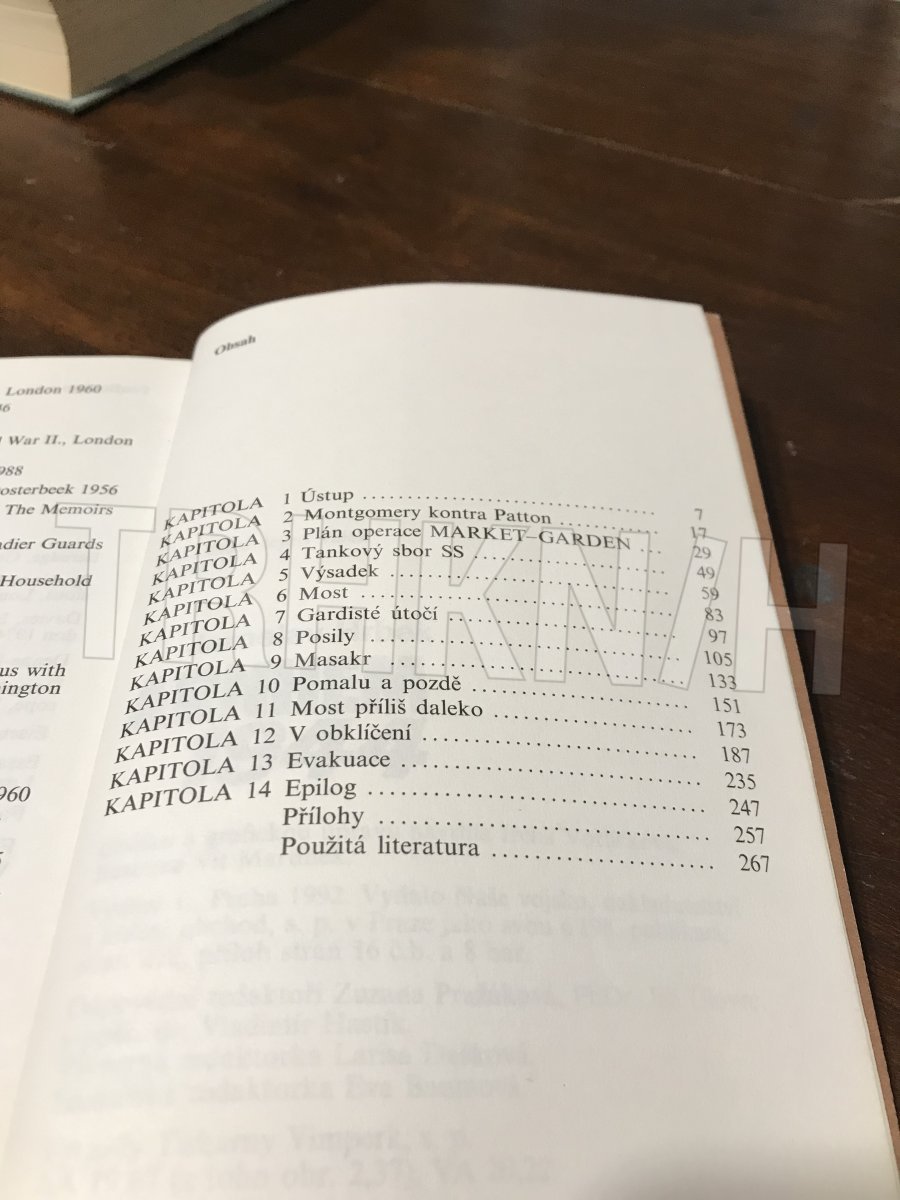 London 1960
War II., London
osterbeek 1956
The Memoirs
adier Guards
Household
us with
ington
Obsah
KAPITOLA 1 Ústup 7
KAPITOLA 2 Montgomery kontra Patton 17
KAPITOLA 3 Plán operace MARKET-GARDEN 29
KAPITOLA 4 Tankový sbor SS 49
KAPITOLA 5 Výsadek 59
KAPITOLA 6 Most 83
KAPITOLA 7 Gardisté útočí 97
KAPITOLA 8 Posily 105
KAPITOLA 9 Masakr 133
KAPITOLA 10 Pomalu a pozdě 151
KAPITOLA 11 Most příliš daleko 173
KAPITOLA 12 V obklíčení 187
KAPITOLA 13 Evakuace 235
KAPITOLA 14 Epilog 247
Přílohy 257
Použitá literatura 267